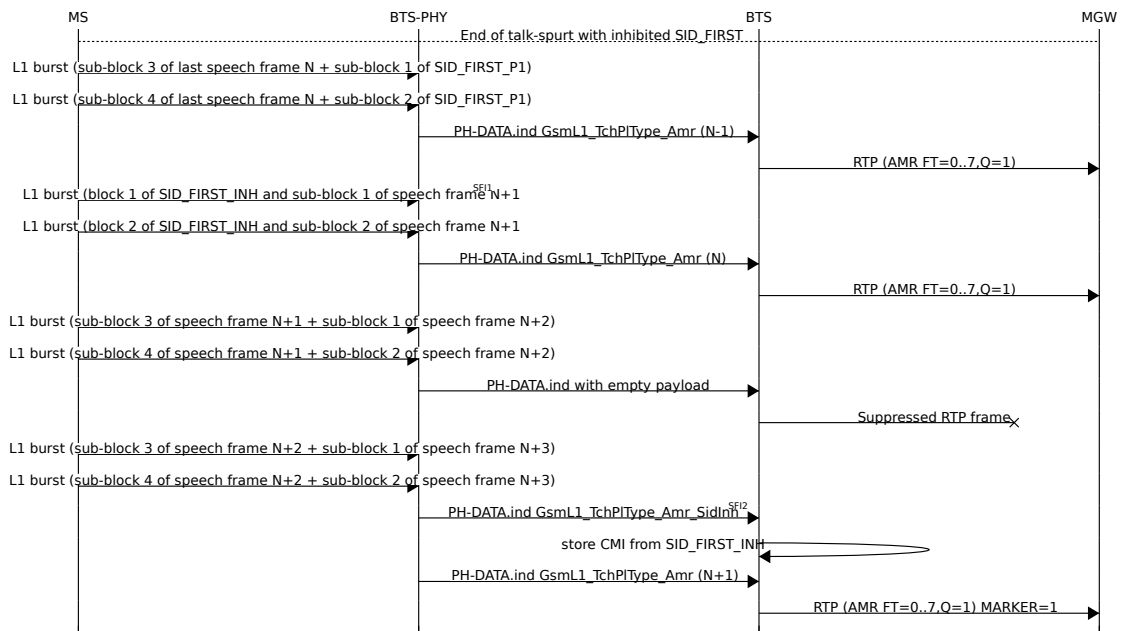 MS BTS-PHY BTS MGW
End of talk-spurt with inhibited SID_FIRST
L1 burst (sub-block 3 of last speech frame N + sub-block 1 of SID_FIRST_P1)
L1 burst (sub-block 4 of last speech frame N + sub-block 2 of SID_FIRST_P1)
PH-DATA.ind GsmL1_TchPlType_Amr (N-1)
RTP (AMR FT=0..7,Q=1)
SFI1
L1 burst (block 1 of SID_FIRST_INH and sub-block 1 of speech frame N+1
L1 burst (block 2 of SID_FIRST_INH and sub-block 2 of speech frame N+1
PH-DATA.ind GsmL1_TchPlType_Amr (N)
RTP (AMR FT=0..7,Q=1)
L1 burst (sub-block 3 of speech frame N+1 + sub-block 1 of speech frame N+2)
L1 burst (sub-block 4 of speech frame N+1 + sub-block 2 of speech frame N+2)
PH-DATA.ind with empty payload
Suppressed RTP frame
L1 burst (sub-block 3 of speech frame N+2 + sub-block 1 of speech frame N+3)
L1 burst (sub-block 4 of speech frame N+2 + sub-block 2 of speech frame N+3)
SFI2
PH-DATA.ind GsmL1_TchPlType_Amr_SidInh
store CMI from SID_FIRST_INH
PH-DATA.ind GsmL1_TchPlType_Amr (N+1)
RTP (AMR FT=0..7,Q=1) MARKER=1